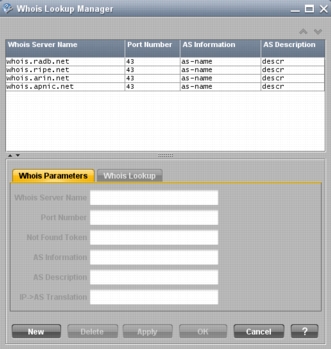 Whois Lookup Manager
Whois Server Name Port Number AS Information AS Description
whois.radb.net 43 as-name descr
whois.ripe.net 43 as-name descr
whois.arin.net 43 as-name descr
whois.apnic.net 43 as-name descr
Whois Parameters Whois Lookup
Whois Server Name
Port Number
Not Found Token
AS Information
AS Description
IP->AS Translation
New Delete Apply OK Cancel ?